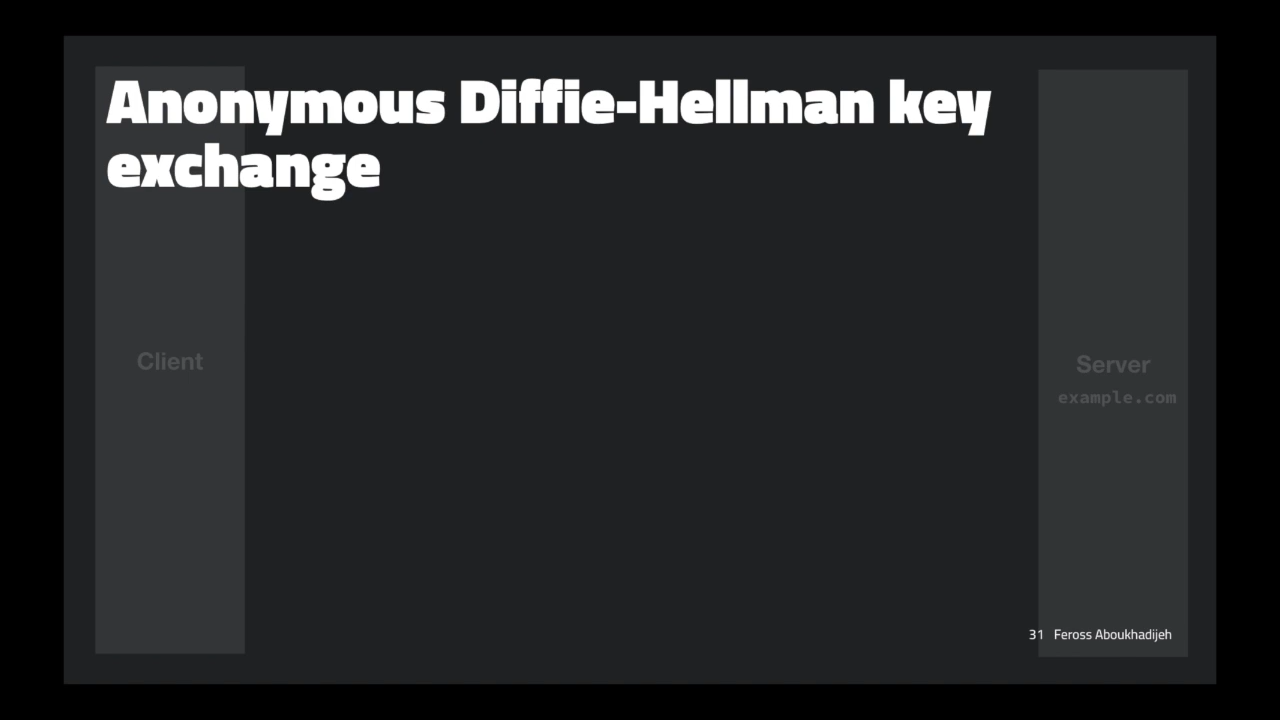 Anonymous Diffie-Hellman key
exchange
Client
Server
example.com
31 Feross Aboukhadijeh